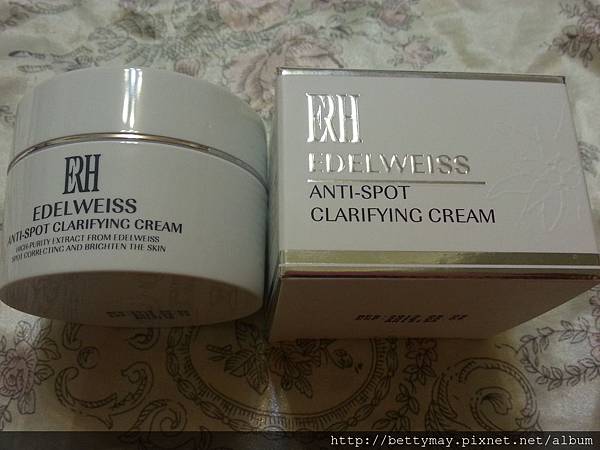 ERH
EDELWEISS
ANTI-SPOT CLARIFYING CREAM
HIGH-PURITY EXTRACT FROM EDELWEISS
SPOT CORRECTING AND BRIGHTEN THE SKIN
ERH
EDELWEISS
ANTI-SPOT
CLARIFYING CREAM
http://bettymay.pixnet.net/album